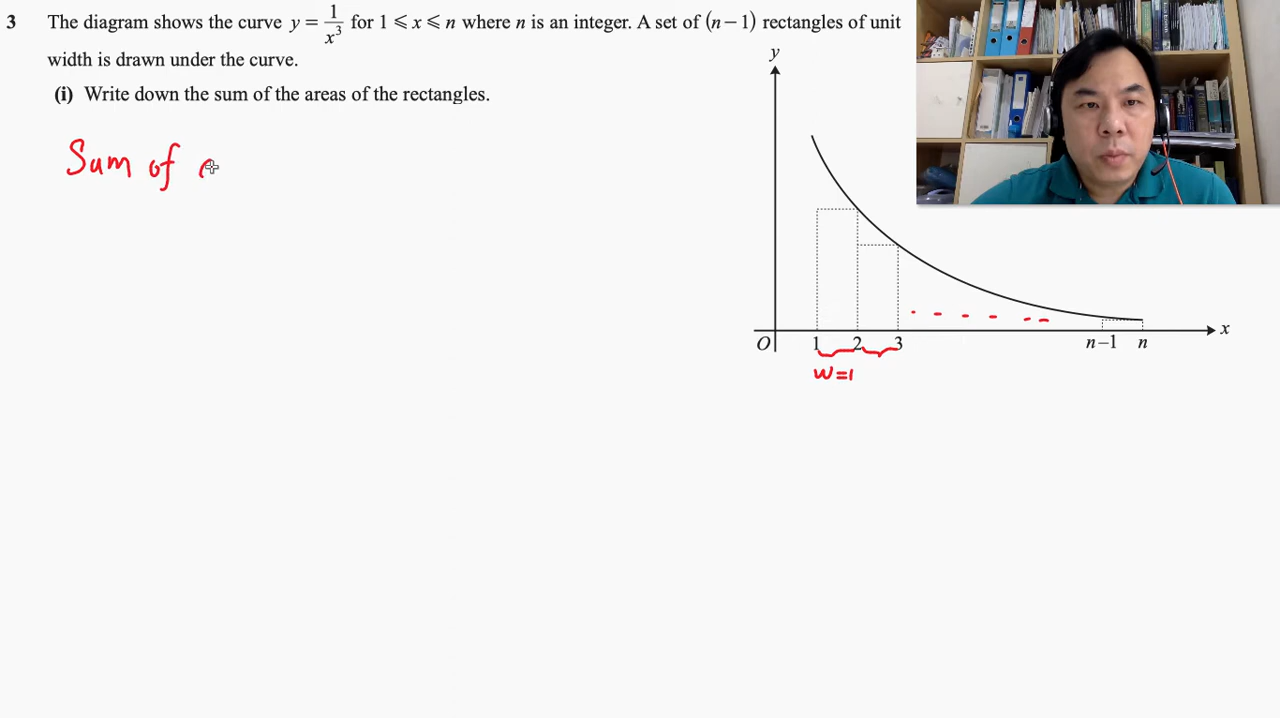 3 The diagram shows the curve y = 1/x³ for 1 ⩽ x ⩽ n where n is an integer. A set of (n − 1) rectangles of unit
width is drawn under the curve.
(i) Write down the sum of the areas of the rectangles.
Sum of
y
O 1 2 3 n−1 n x
W = 1